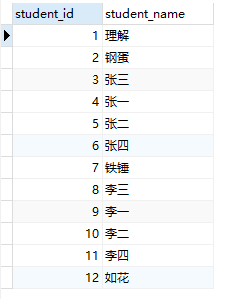 student_id student_name
1 理解
2 钢蛋
3 张三
4 张一
5 张二
6 张四
7 铁锤
8 李三
9 李一
10 李二
11 李四
12 如花